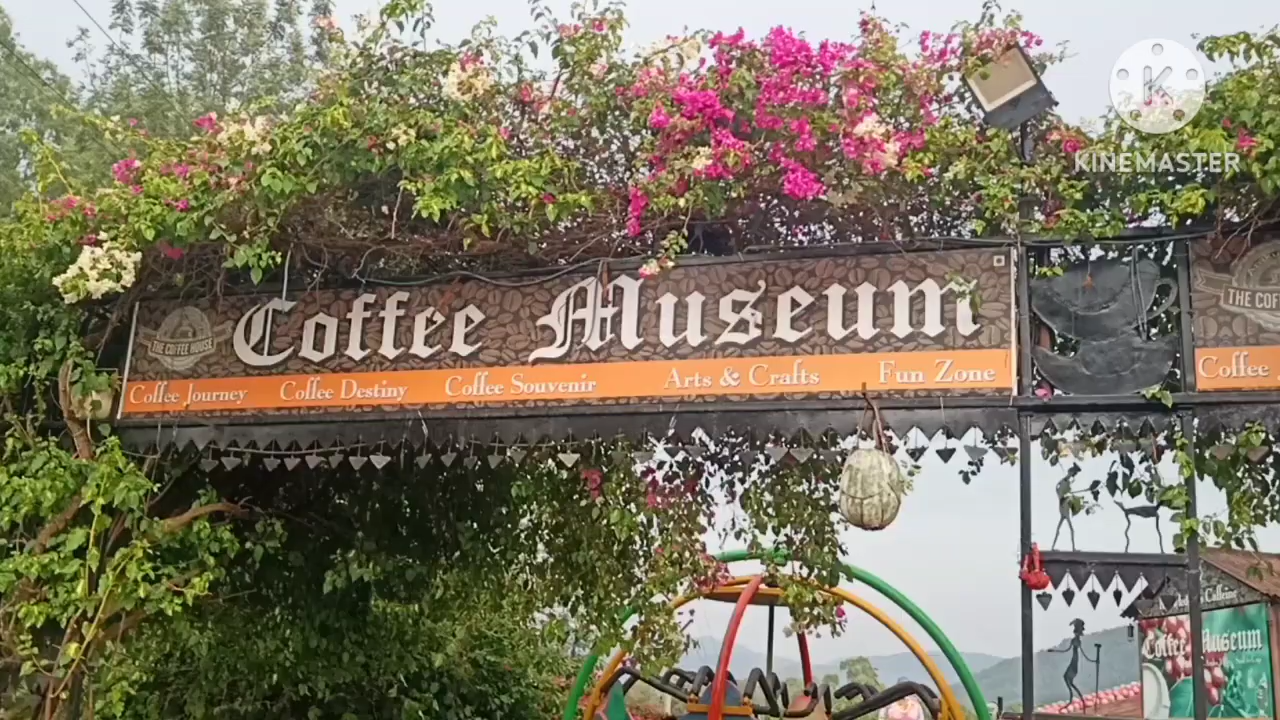 K
KINEMASTER
Coffee Museum
THE COFFEE HOUSE
Coffee Journey Coffee Destiny Coffee Souvenir Arts & Crafts Fun Zone
THE COF
Coffee
Caffeine
Coffee Museum